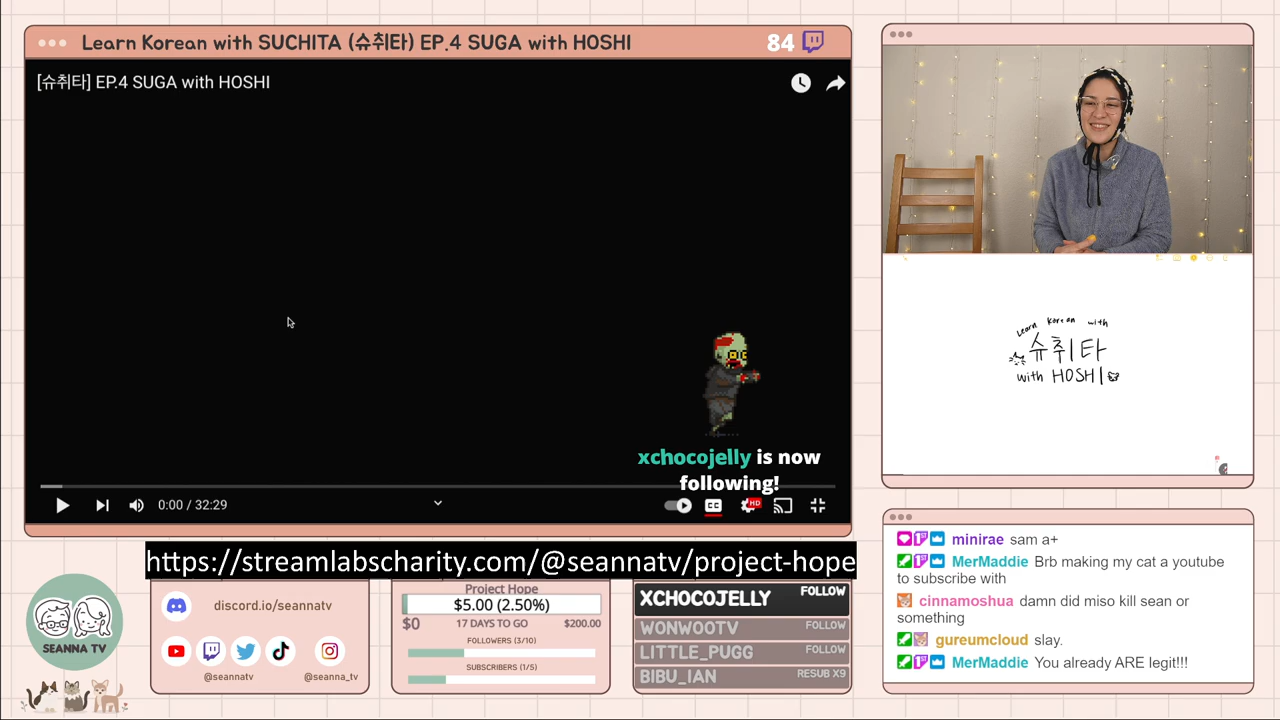 Learn Korean with SUCHITA (슈취타) EP.4 SUGA with HOSHI
84
[슈취타] EP.4 SUGA with HOSHI
xchocojelly is now
following!
0:00 / 32:29
CC
HD
https://streamlabscharity.com/@seannatv/project-hope
SEANNA TV
discord.io/seannatv
@seannatv
@seanna_tv
Project Hope
$5.00 (2.50%)
$0
17 DAYS TO GO
$200.00
FOLLOWERS (3/10)
SUBSCRIBERS (1/5)
XCHOCOJELLY FOLLOW
WONWOOTV FOLLOW
LITTLE_PUGG FOLLOW
BIBU_IAN RESUB X9
Learn Korean with
슈취타
with HOSHI
minirae sam a+
MerMaddie Brb making my cat a youtube
to subscribe with
cinnamoshua damn did miso kill sean or
something
gureumcloud slay.
MerMaddie You already ARE legit!!!